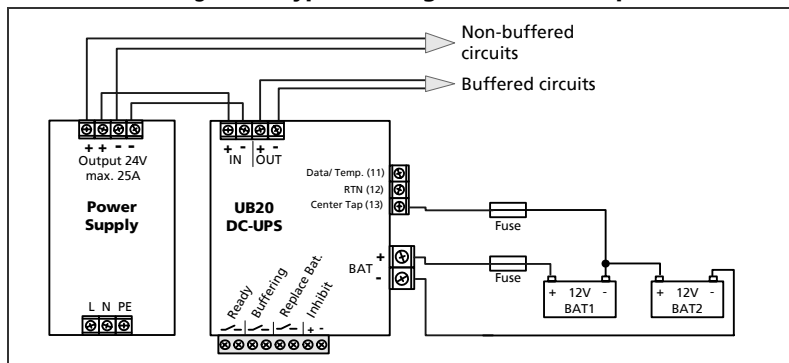 Non-buffered
circuits
Buffered circuits
+ + - -
Output 24V
max. 25A
Power
Supply
L N PE
+ - + -
IN OUT
UB20
DC-UPS
Data/ Temp. (11)
RTN (12)
Center Tap (13)
BAT
+
-
Ready
Buffering
Replace Bat.
Inhibit
+ -
Fuse
Fuse
+ 12V -
BAT1
+ 12V -
BAT2